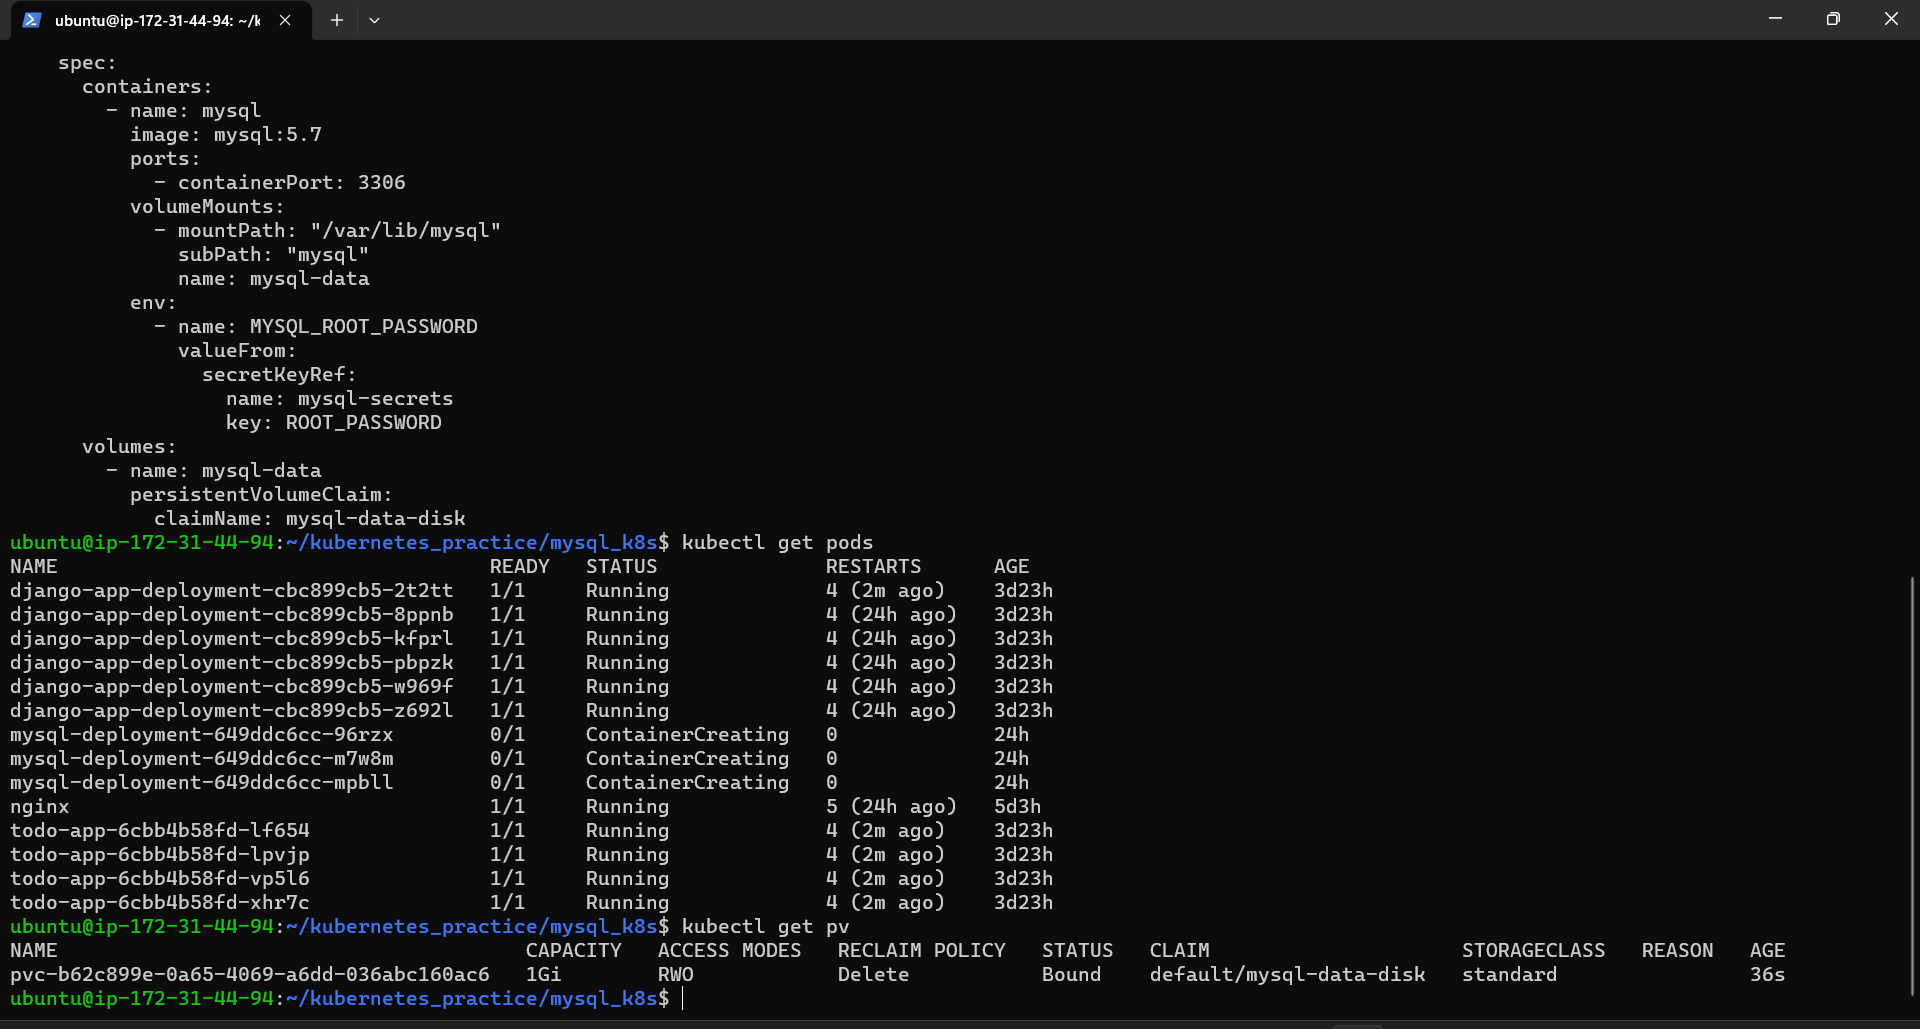 ubuntu@ip-172-31-44-94: ~/k
    spec:
      containers:
        - name: mysql
          image: mysql:5.7
          ports:
            - containerPort: 3306
          volumeMounts:
            - mountPath: "/var/lib/mysql"
              subPath: "mysql"
              name: mysql-data
          env:
            - name: MYSQL_ROOT_PASSWORD
              valueFrom:
                secretKeyRef:
                  name: mysql-secrets
                  key: ROOT_PASSWORD
      volumes:
        - name: mysql-data
          persistentVolumeClaim:
            claimName: mysql-data-disk
ubuntu@ip-172-31-44-94:~/kubernetes_practice/mysql_k8s$ kubectl get pods
NAME                                    READY   STATUS              RESTARTS      AGE
django-app-deployment-cbc899cb5-2t2tt   1/1     Running             4 (2m ago)    3d23h
django-app-deployment-cbc899cb5-8ppnb   1/1     Running             4 (24h ago)   3d23h
django-app-deployment-cbc899cb5-kfprl   1/1     Running             4 (24h ago)   3d23h
django-app-deployment-cbc899cb5-pbpzk   1/1     Running             4 (24h ago)   3d23h
django-app-deployment-cbc899cb5-w969f   1/1     Running             4 (24h ago)   3d23h
django-app-deployment-cbc899cb5-z692l   1/1     Running             4 (24h ago)   3d23h
mysql-deployment-649ddc6cc-96rzx        0/1     ContainerCreating   0             24h
mysql-deployment-649ddc6cc-m7w8m        0/1     ContainerCreating   0             24h
mysql-deployment-649ddc6cc-mpbll        0/1     ContainerCreating   0             24h
nginx                                   1/1     Running             5 (24h ago)   5d3h
todo-app-6cbb4b58fd-lf654               1/1     Running             4 (2m ago)    3d23h
todo-app-6cbb4b58fd-lpvjp               1/1     Running             4 (2m ago)    3d23h
todo-app-6cbb4b58fd-vp5l6               1/1     Running             4 (2m ago)    3d23h
todo-app-6cbb4b58fd-xhr7c               1/1     Running             4 (2m ago)    3d23h
ubuntu@ip-172-31-44-94:~/kubernetes_practice/mysql_k8s$ kubectl get pv
NAME                                       CAPACITY   ACCESS MODES   RECLAIM POLICY   STATUS   CLAIM                     STORAGECLASS   REASON   AGE
pvc-b62c899e-0a65-4069-a6dd-036abc160ac6   1Gi        RWO            Delete           Bound    default/mysql-data-disk   standard                36s
ubuntu@ip-172-31-44-94:~/kubernetes_practice/mysql_k8s$